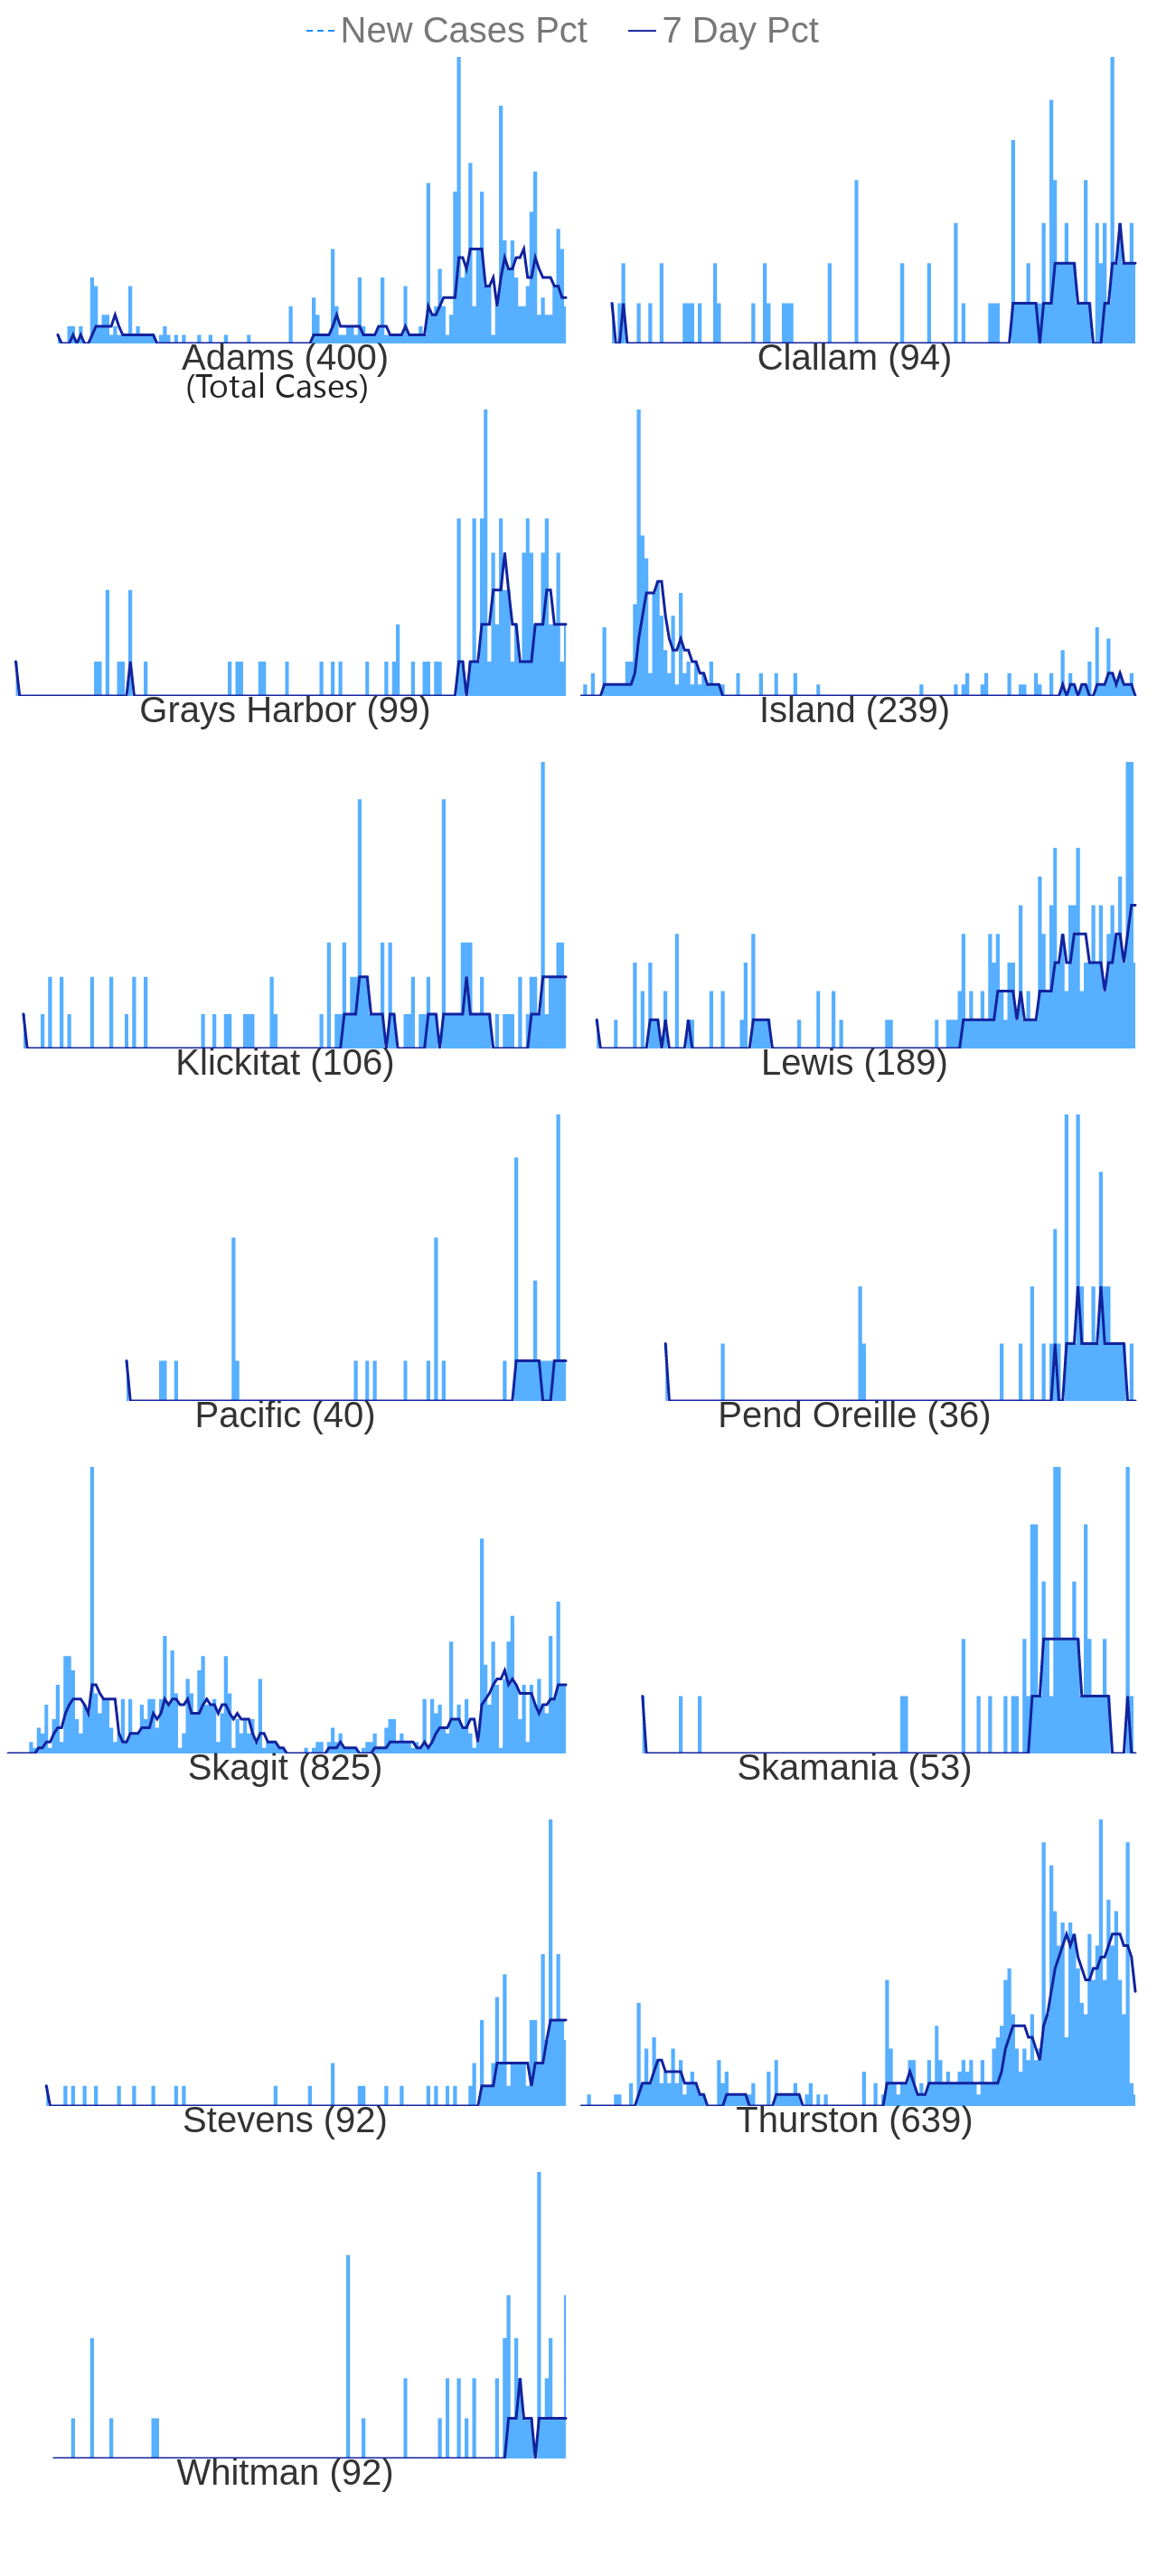 New Cases Pct 7 Day Pct
Adams (400) Clallam (94)
(Total Cases)
Grays Harbor (99) Island (239)
Klickitat (106) Lewis (189)
Pacific (40) Pend Oreille (36)
Skagit (825) Skamania (53)
Stevens (92) Thurston (639)
Whitman (92)